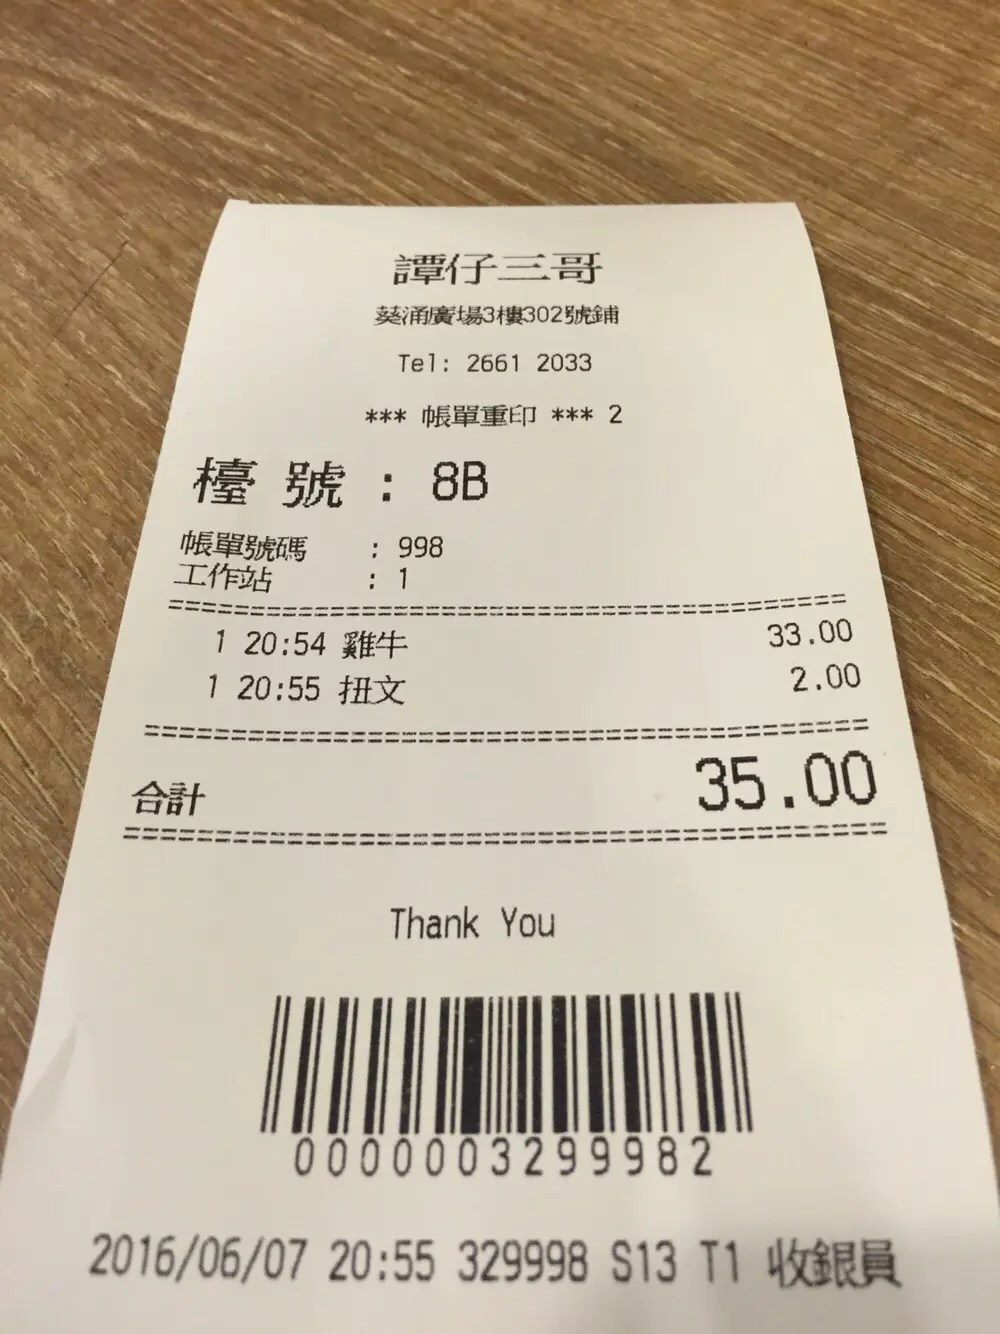 譚仔三哥
葵涌廣場3樓302號鋪
Tel: 2661 2033
*** 帳單重印 *** 2
檯 號 : 8B
帳單號碼 : 998
工作站 : 1
1 20:54 雞牛 33.00
1 20:55 扭文 2.00
合計 35.00
Thank You
0000003299982
2016/06/07 20:55 329998 S13 T1 收銀員